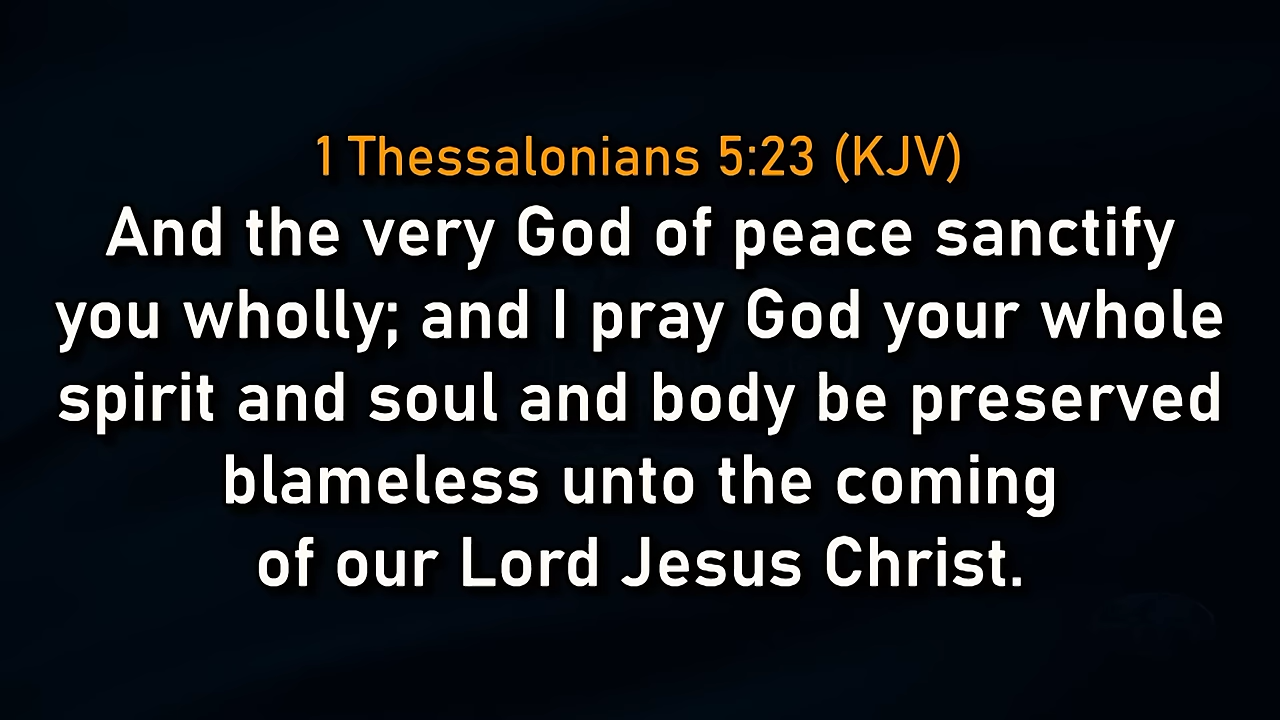 1 Thessalonians 5:23 (KJV)
And the very God of peace sanctify
you wholly; and I pray God your whole
spirit and soul and body be preserved
blameless unto the coming
of our Lord Jesus Christ.